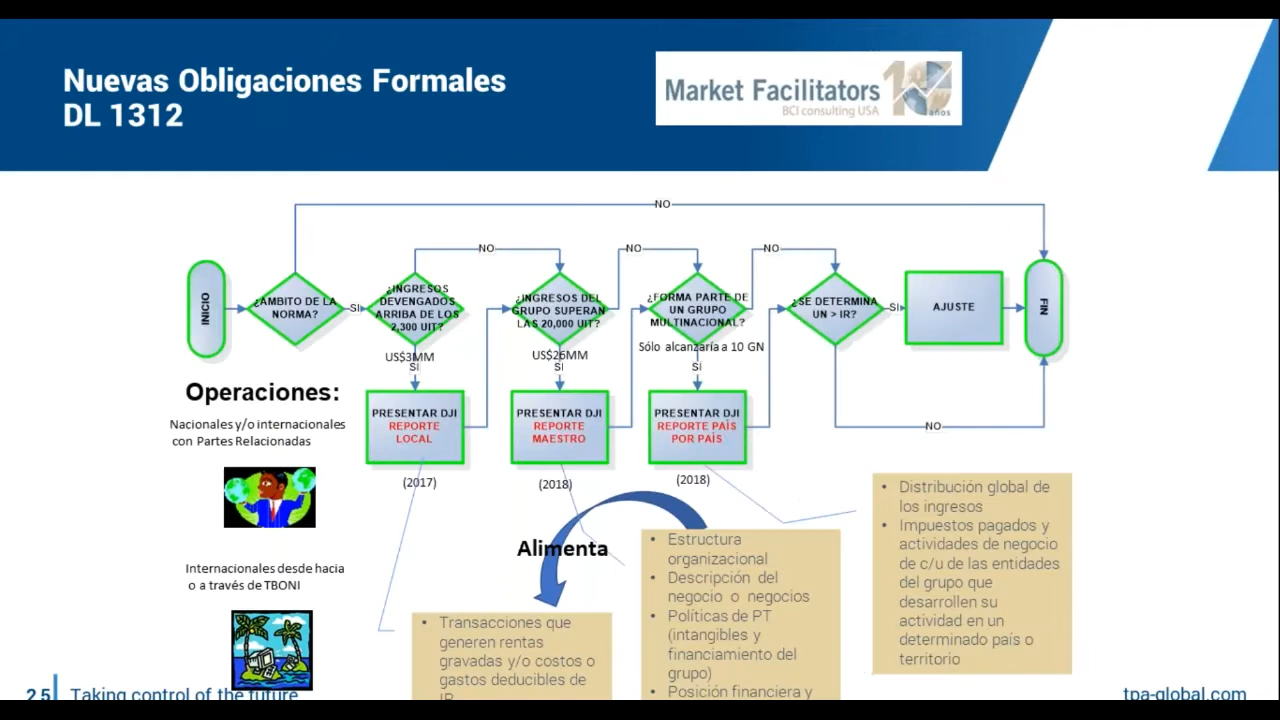 Nuevas Obligaciones Formales
DL 1312
Market Facilitators
BCI consulting USA
10
años
NO
NO
NO
NO
INICIO
¿ÁMBITO DE LA
NORMA?
SI
¿INGRESOS
DEVENGADOS
ARRIBA DE LOS
2,300 UIT?
¿INGRESOS DEL
GRUPO SUPERAN
LAS 20,000 UIT?
¿FORMA PARTE DE
UN GRUPO
MULTINACIONAL?
¿SE DETERMINA
UN > IR?
SI
AJUSTE
FIN
US$3MM
SI
US$26MM
SI
Sólo alcanzaría a 10 GN
SI
Operaciones:
Nacionales y/o internacionales
con Partes Relacionadas
PRESENTAR DJI
REPORTE
LOCAL
PRESENTAR DJI
REPORTE
MAESTRO
PRESENTAR DJI
REPORTE PAÍS
POR PAÍS
NO
(2017)
(2018)
(2018)
Internacionales desde hacia
o a través de TBONI
Alimenta
• Transacciones que
generen rentas
gravadas y/o costos o
gastos deducibles de
IR
• Estructura
organizacional
• Descripción del
negocio o negocios
• Políticas de PT
(intangibles y
financiamiento del
grupo)
• Posición financiera y
• Distribución global de
los ingresos
• Impuestos pagados y
actividades de negocio
de c/u de las entidades
del grupo que
desarrollen su
actividad en un
determinado país o
territorio
25
Taking control of the future
tpa-global.com